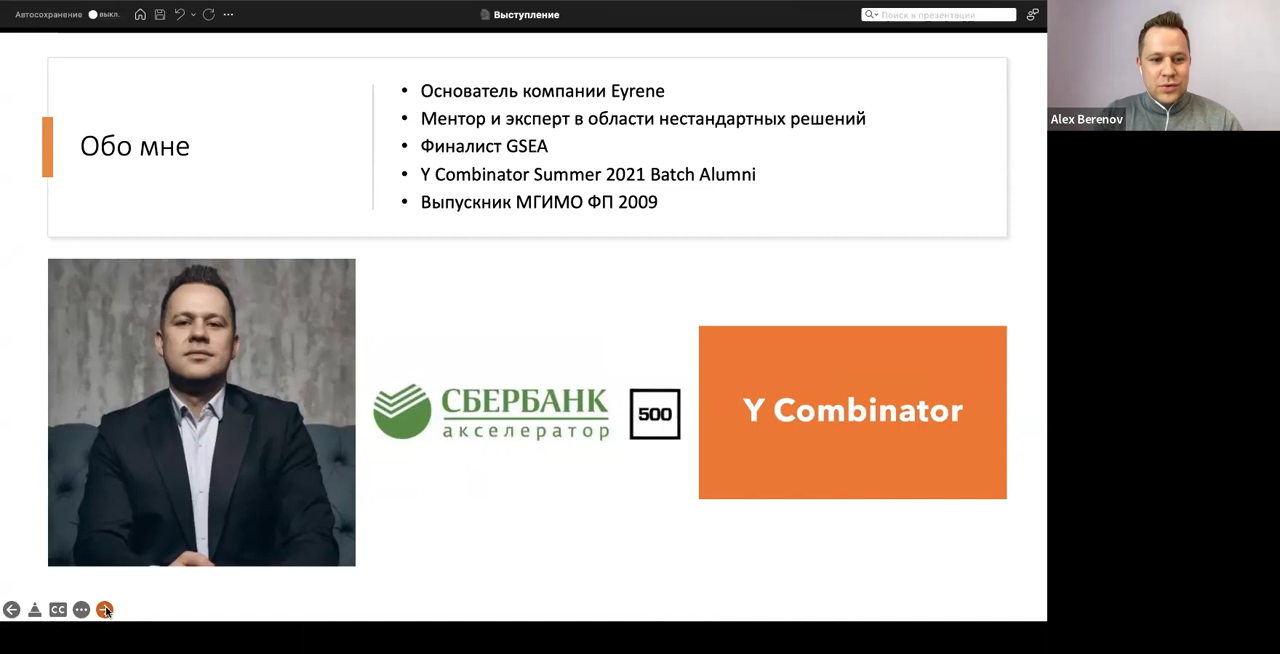 Автосохранение выкл.
Выступление
Поиск в презентации
Обо мне
• Основатель компании Eyrene
• Ментор и эксперт в области нестандартных решений
• Финалист GSEA
• Y Combinator Summer 2021 Batch Alumni
• Выпускник МГИМО ФП 2009
Alex Berenov
СБЕРБАНК
акселератор
500
Y Combinator
CC